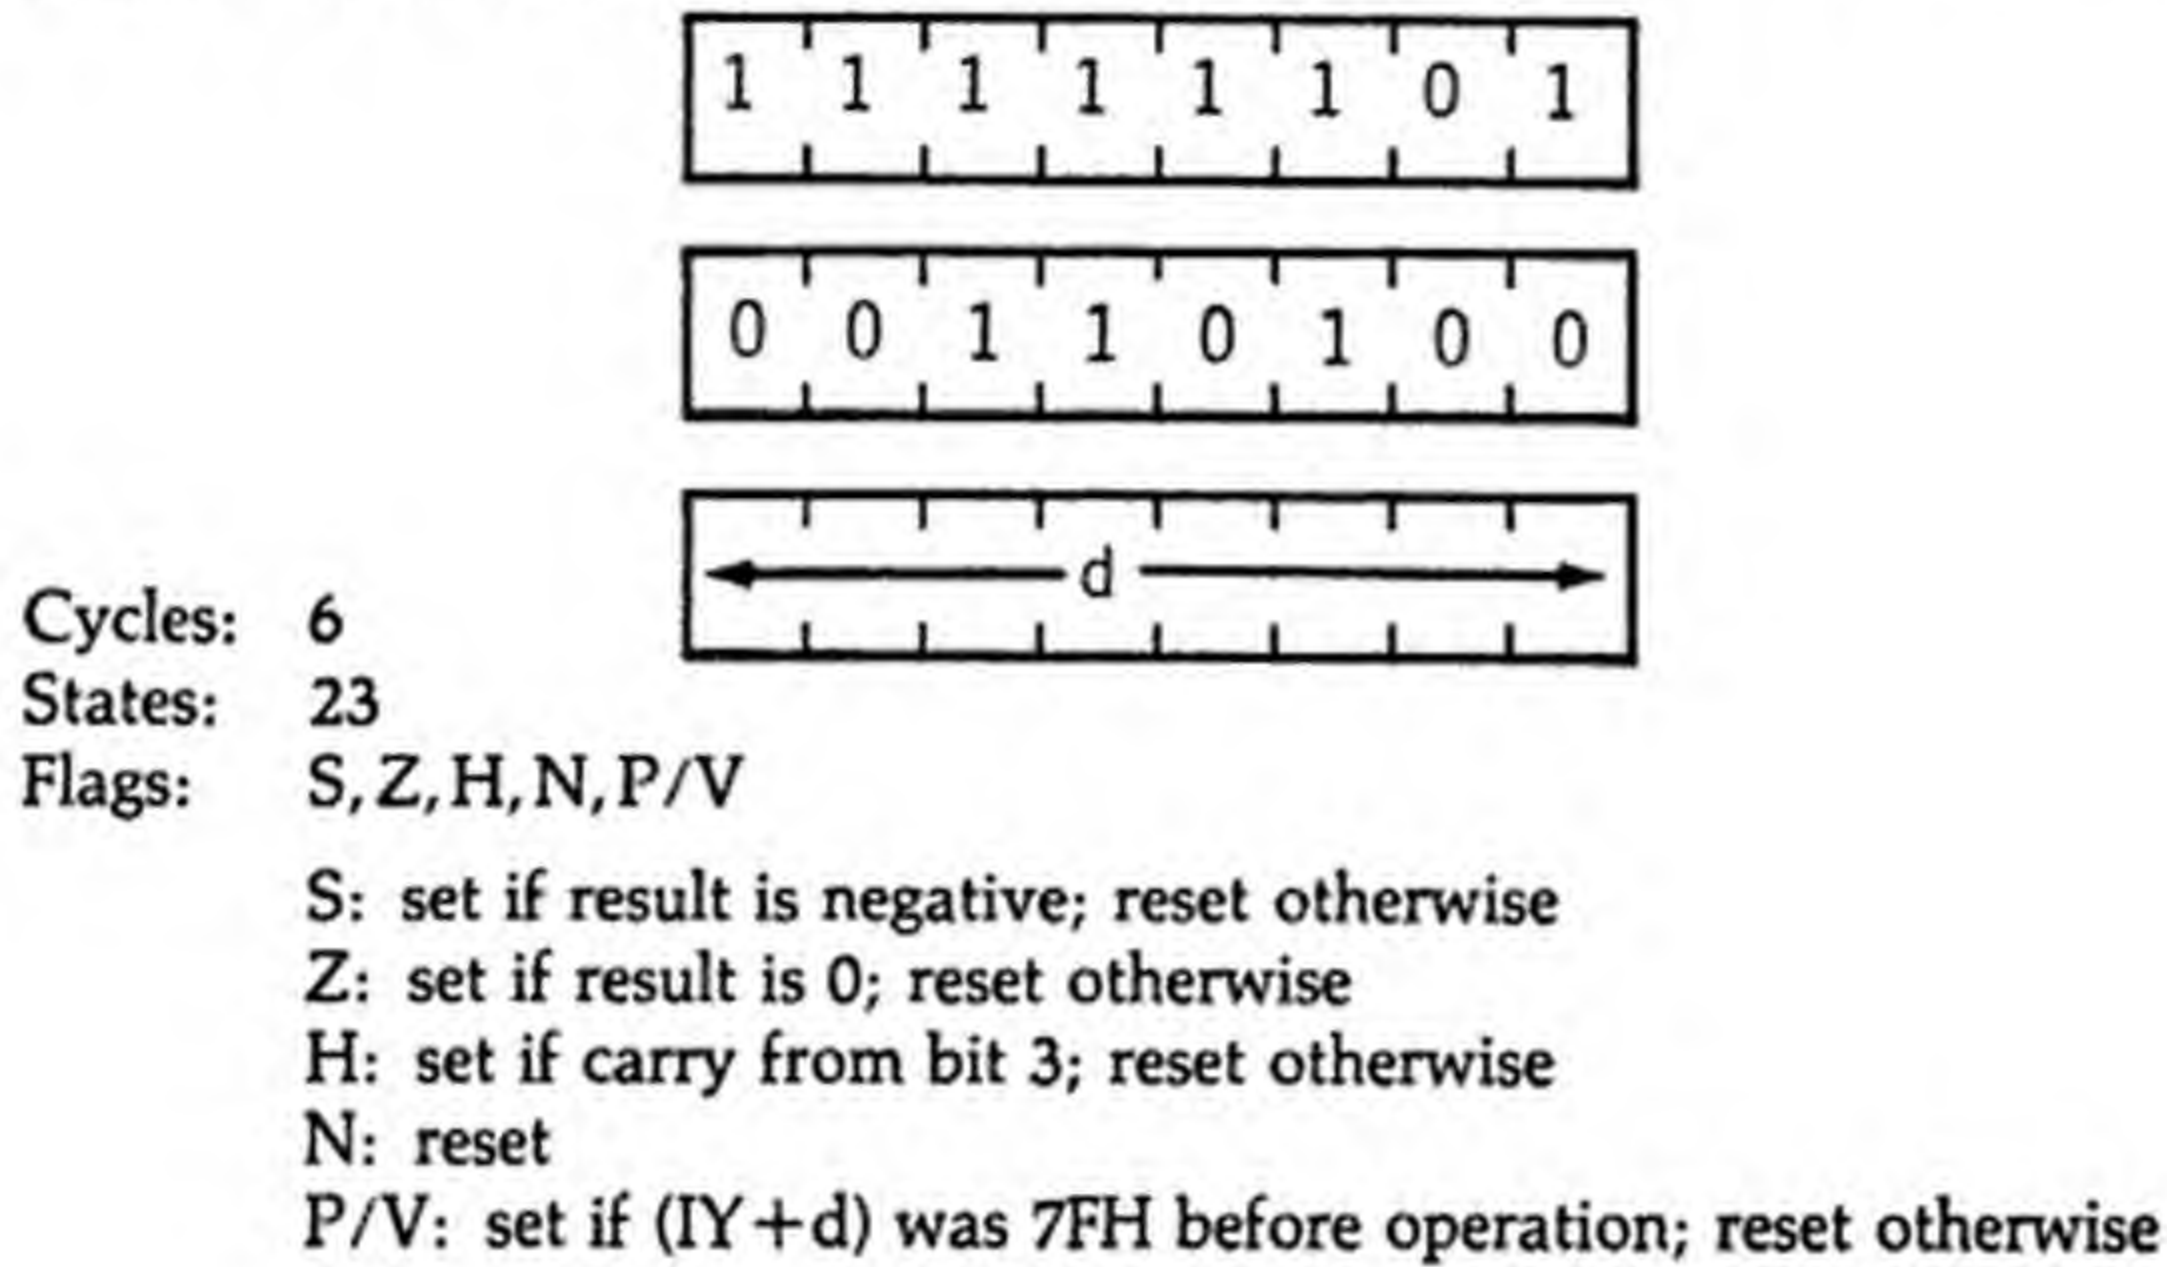 1 1 1 1 1 1 0 1
0 0 1 1 0 1 0 0
d
Cycles: 6
States: 23
Flags: S,Z,H,N,P/V
S: set if result is negative; reset otherwise
Z: set if result is 0; reset otherwise
H: set if carry from bit 3; reset otherwise
N: reset
P/V: set if (IY+d) was 7FH before operation; reset otherwise